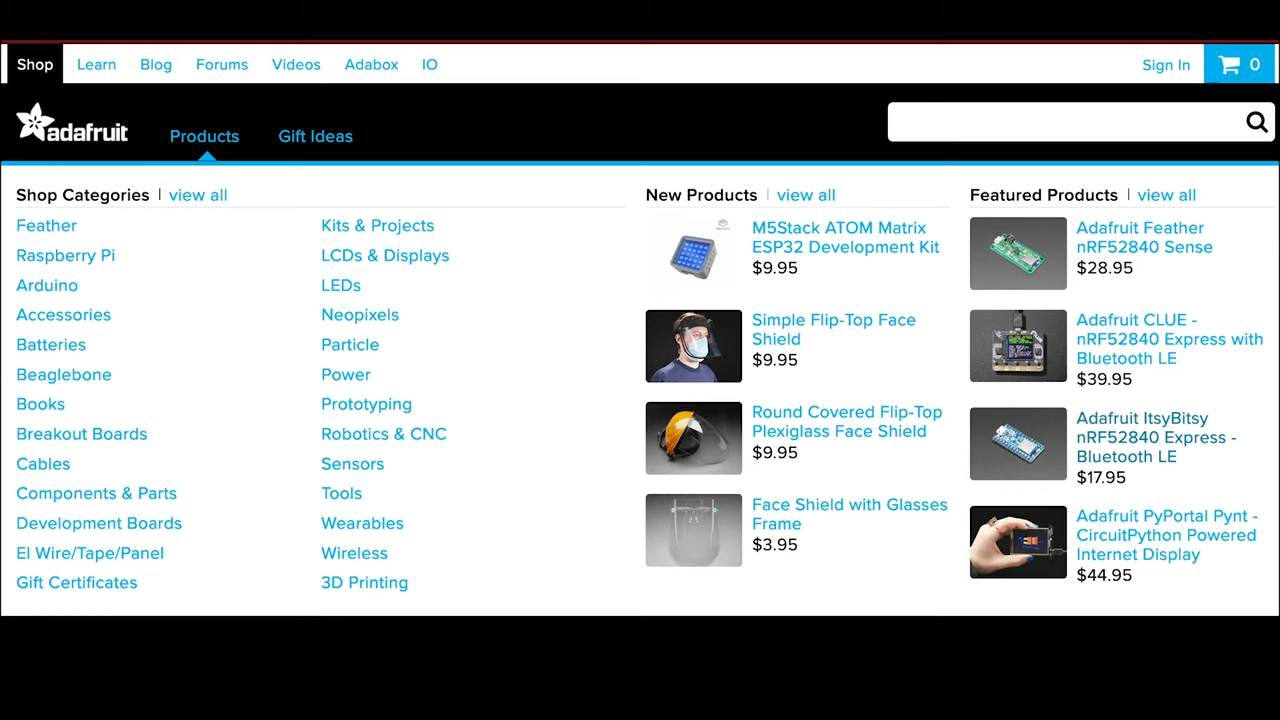 Shop Learn Blog Forums Videos Adabox IO Sign In 0
adafruit Products Gift Ideas
Shop Categories | view all
Feather
Raspberry Pi
Arduino
Accessories
Batteries
Beaglebone
Books
Breakout Boards
Cables
Components & Parts
Development Boards
El Wire/Tape/Panel
Gift Certificates
Kits & Projects
LCDs & Displays
LEDs
Neopixels
Particle
Power
Prototyping
Robotics & CNC
Sensors
Tools
Wearables
Wireless
3D Printing
New Products | view all
M5Stack ATOM Matrix
ESP32 Development Kit
$9.95
Simple Flip-Top Face
Shield
$9.95
Round Covered Flip-Top
Plexiglass Face Shield
$9.95
Face Shield with Glasses
Frame
$3.95
Featured Products | view all
Adafruit Feather
nRF52840 Sense
$28.95
Adafruit CLUE -
nRF52840 Express with
Bluetooth LE
$39.95
Adafruit ItsyBitsy
nRF52840 Express -
Bluetooth LE
$17.95
Adafruit PyPortal Pynt -
CircuitPython Powered
Internet Display
$44.95